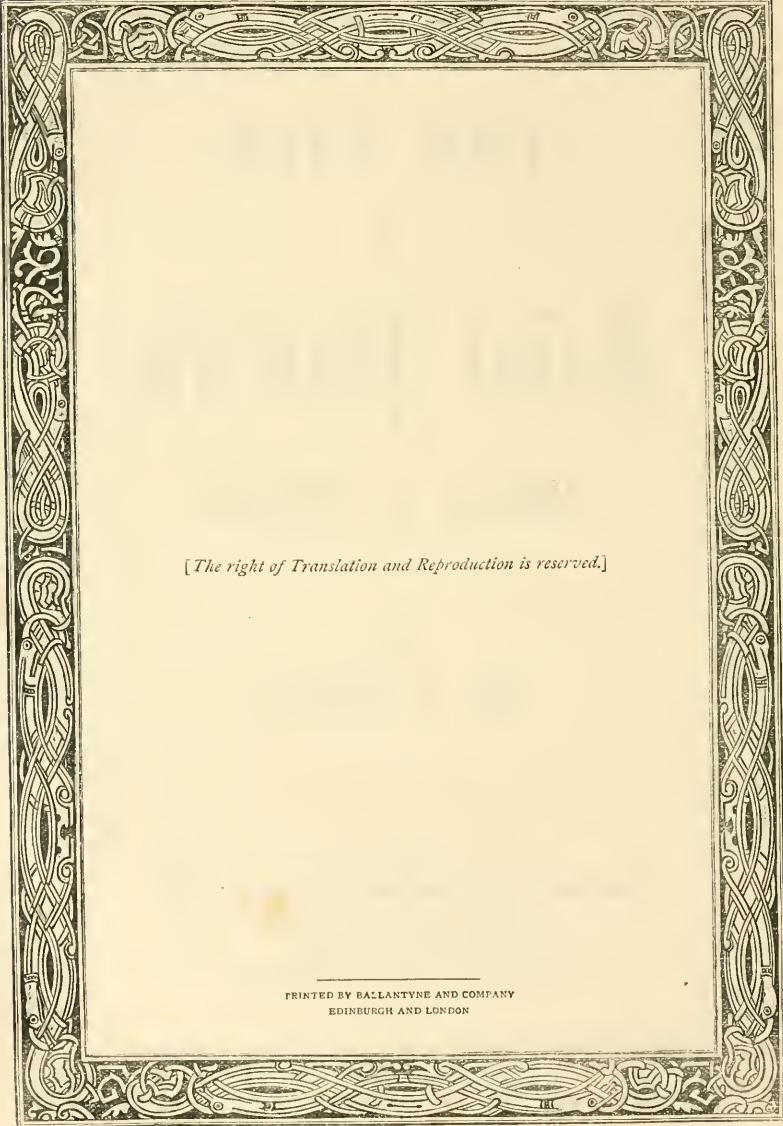 [The right of Translation and Reproduction is reserved.]
PRINTED BY BALLANTYNE AND COMPANY
EDINBURGH AND LONDON